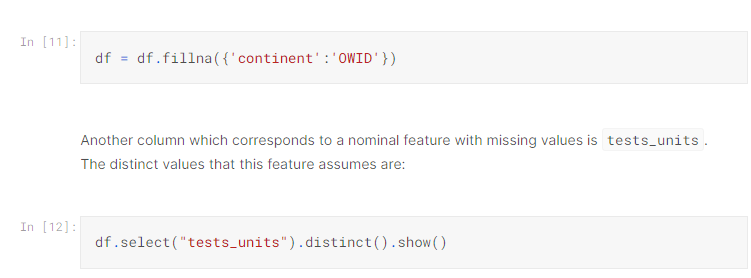 In [11]:
df = df.fillna({'continent':'OWID'})
Another column which corresponds to a nominal feature with missing values is tests_units.
The distinct values that this feature assumes are:
In [12]:
df.select("tests_units").distinct().show()